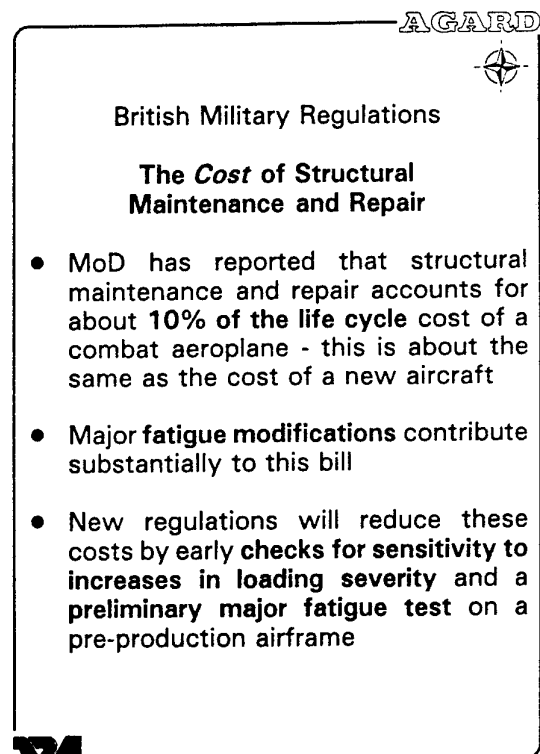 AGARD
British Military Regulations
The Cost of Structural
Maintenance and Repair
• MoD has reported that structural
maintenance and repair accounts for
about 10% of the life cycle cost of a
combat aeroplane - this is about the
same as the cost of a new aircraft
• Major fatigue modifications contribute
substantially to this bill
• New regulations will reduce these
costs by early checks for sensitivity to
increases in loading severity and a
preliminary major fatigue test on a
pre-production airframe